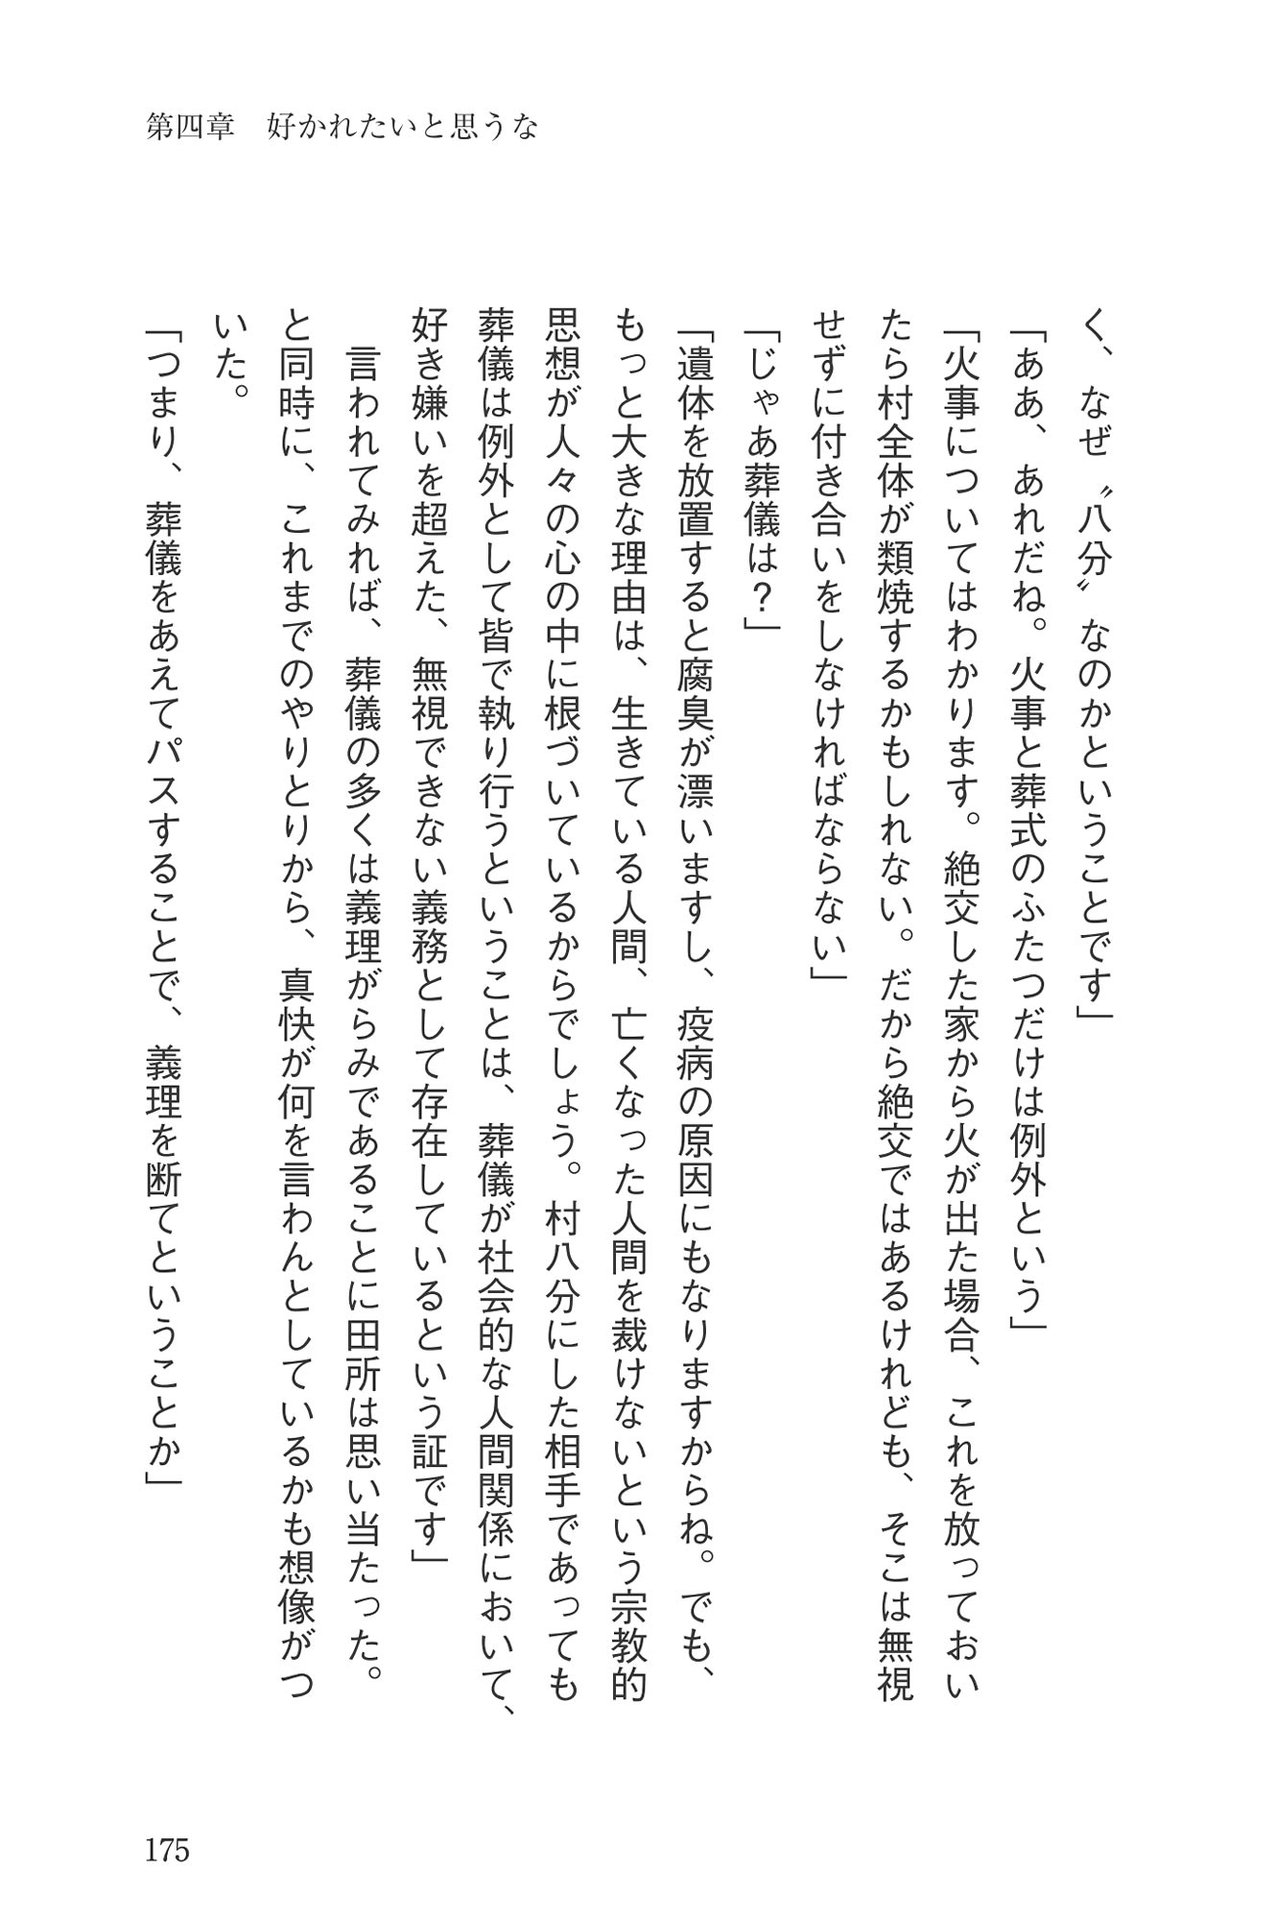 第四章　好かれたいと思うな
く、なぜ〝八分〟なのかということです」
「ああ、あれだね。火事と葬式のふたつだけは例外という」
「火事についてはわかります。絶交した家から火が出た場合、これを放っておい
たら村全体が類焼するかもしれない。だから絶交ではあるけれども、そこは無視
せずに付き合いをしなければならない」
「じゃあ葬儀は？」
「遺体を放置すると腐臭が漂いますし、疫病の原因にもなりますからね。でも、
もっと大きな理由は、生きている人間、亡くなった人間を裁けないという宗教的
思想が人々の心の中に根づいているからでしょう。村八分にした相手であっても
葬儀は例外として皆で執り行うということは、葬儀が社会的な人間関係において、
好き嫌いを超えた、無視できない義務として存在しているという証です」
　言われてみれば、葬儀の多くは義理がらみであることに田所は思い当たった。
と同時に、これまでのやりとりから、真快が何を言わんとしているかも想像がつ
いた。
「つまり、葬儀をあえてパスすることで、義理を断てということか」
175